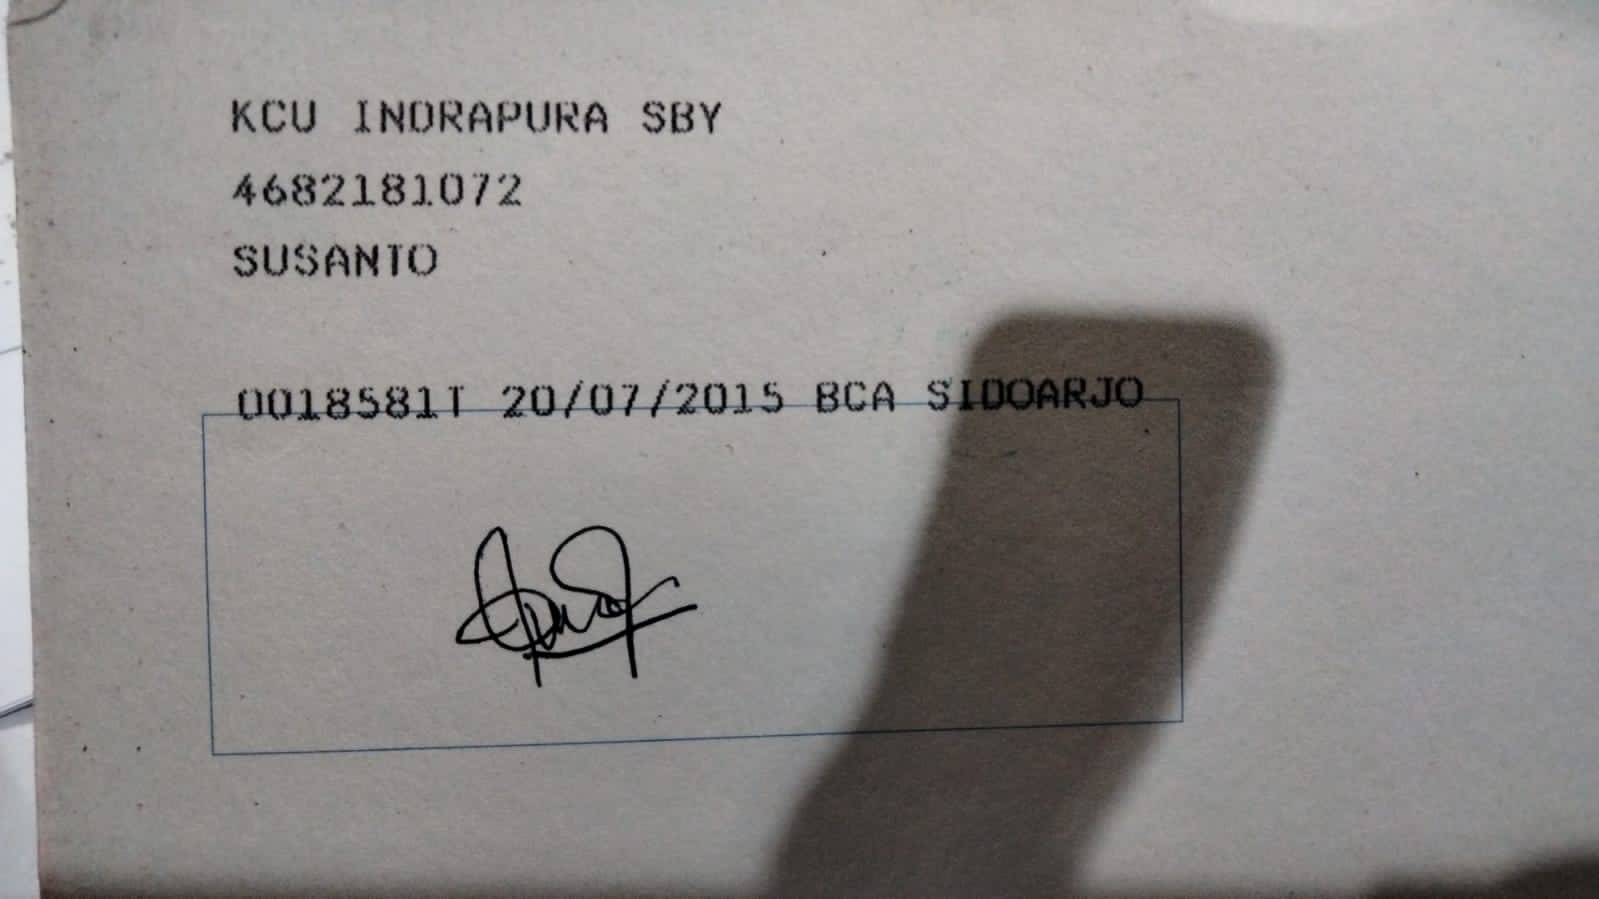 KCU INDRAPURA SBY
4682181072
SUSANTO
0018581T 20/07/2015 BCA SIDOARJO